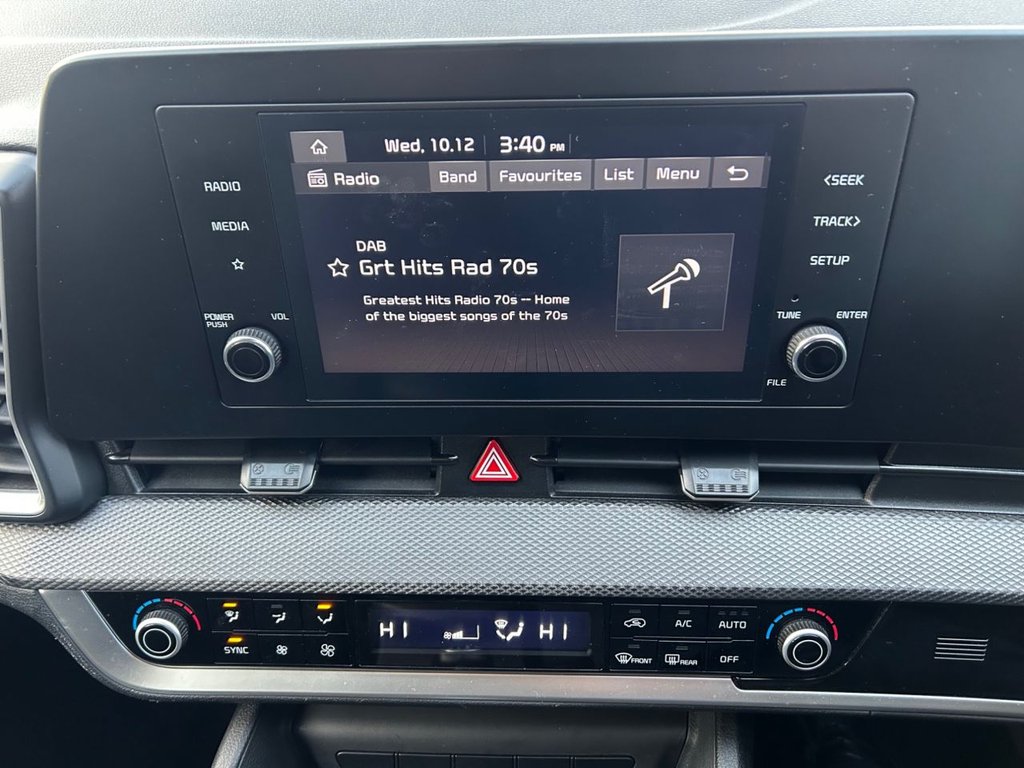 Wed, 10.12 3:40 PM
Radio Band Favourites List Menu
DAB
Grt Hits Rad 70s
Greatest Hits Radio 70s -- Home
of the biggest songs of the 70s
RADIO
MEDIA
POWER
PUSH
VOL
<SEEK
TRACK>
SETUP
TUNE
ENTER
FILE
SYNC
HI HI
A/C
AUTO
FRONT
REAR
OFF